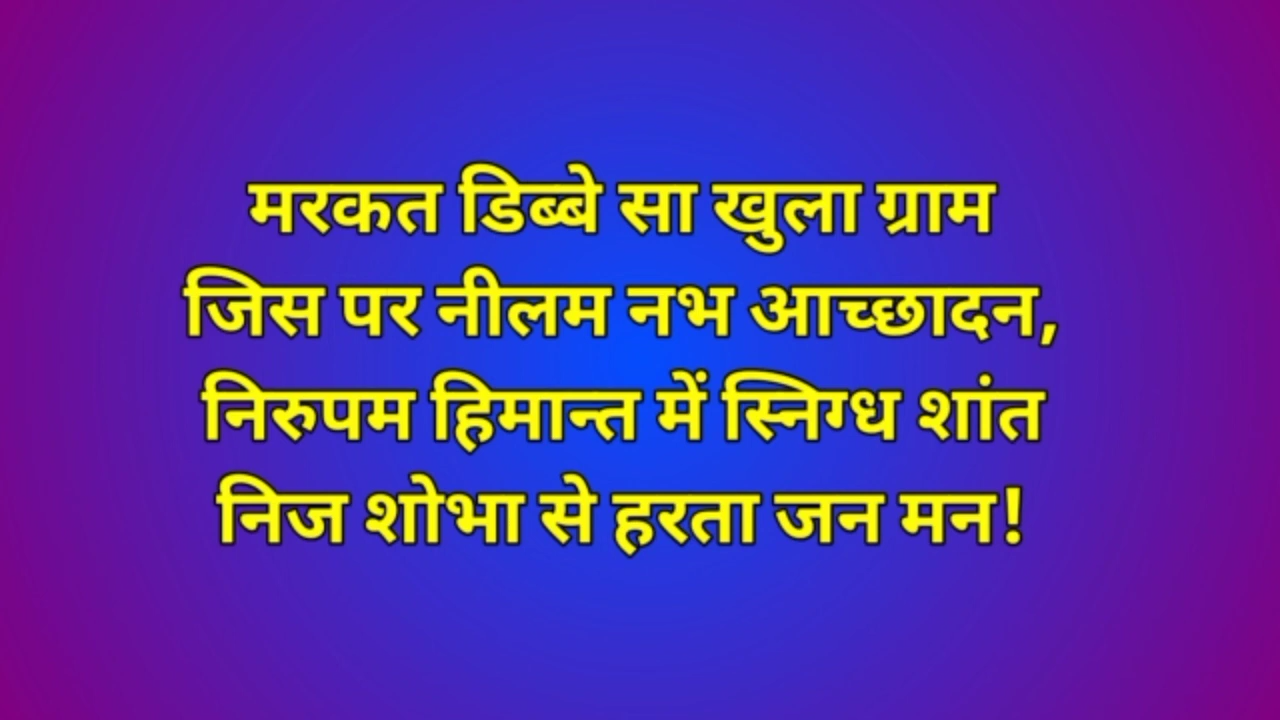 मरकत डिब्बे सा खुला ग्राम
जिस पर नीलम नभ आच्छादन,
निरुपम हिमान्त में स्निग्ध शांत
निज शोभा से हरता जन मन!